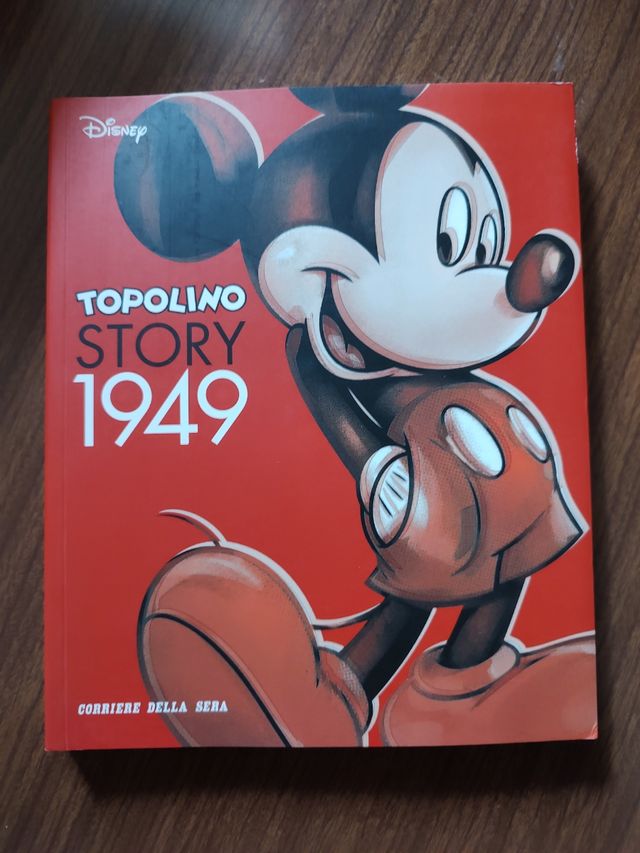 Disney
TOPOLINO
STORY
1949
CORRIERE DELLA SERA